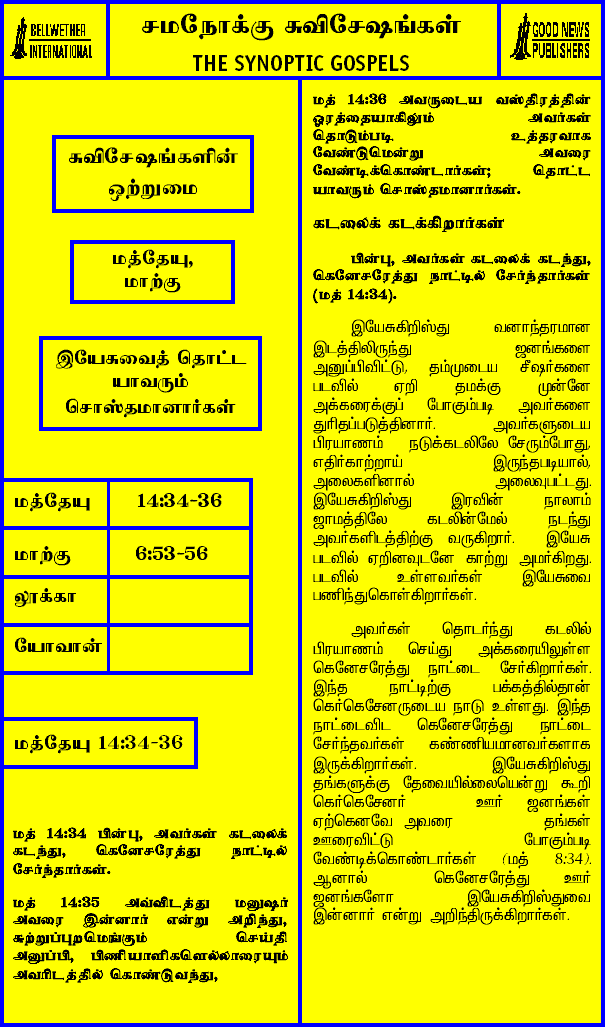 BELLWETHER
INTERNATIONAL
சமநோக்கு சுவிசேஷங்கள்
THE SYNOPTIC GOSPELS
GOOD NEWS
PUBLISHERS
சுவிசேஷங்களின்
ஒற்றுமை
மத்தேயு,
மாற்கு
இயேசுவைத் தொட்ட
யாவரும்
சொஸ்தமானார்கள்
மத்தேயு 14:34-36
மாற்கு 6:53-56
லூக்கா
யோவான்
மத்தேயு 14:34-36
மத் 14:34 பின்பு, அவர்கள் கடலைக்
கடந்து, கெனேசரேத்து நாட்டில்
சேர்ந்தார்கள்.
மத் 14:35 அவ்விடத்து மனுஷர்
அவரை இன்னார் என்று அறிந்து,
சுற்றுப்புறமெங்கும் செய்தி
அனுப்பி, பிணியாளிகளெல்லாரையும்
அவரிடத்தில் கொண்டுவந்து,
மத் 14:36 அவருடைய வஸ்திரத்தின்
ஓரத்தையாகிலும் அவர்கள்
தொடும்படி உத்தரவாக
வேண்டுமென்று அவரை
வேண்டிக்கொண்டார்கள்; தொட்ட
யாவரும் சொஸ்தமானார்கள்.
கடலைக் கடக்கிறார்கள்
பின்பு, அவர்கள் கடலைக் கடந்து,
கெனேசரேத்து நாட்டில் சேர்ந்தார்கள்
(மத் 14:34).
இயேசுகிறிஸ்து வனாந்தரமான
இடத்திலிருந்து ஜனங்களை
அனுப்பிவிட்டு, தம்முடைய சீஷர்களை
படவில் ஏறி தமக்கு முன்னே
அக்கரைக்குப் போகும்படி அவர்களை
துரிதப்படுத்தினார். அவர்களுடைய
பிரயாணம் நடுக்கடலிலே சேரும்போது,
எதிர்காற்றாய் இருந்தபடியால்,
அலைகளினால் அலைவுபட்டது.
இயேசுகிறிஸ்து இரவின் நாலாம்
ஜாமத்திலே கடலின்மேல் நடந்து
அவர்களிடத்திற்கு வருகிறார். இயேசு
படவில் ஏறினவுடனே காற்று அமர்கிறது.
படவில் உள்ளவர்கள் இயேசுவை
பணிந்துகொள்கிறார்கள்.
அவர்கள் தொடர்ந்து கடலில்
பிரயாணம் செய்து அக்கரையிலுள்ள
கெனேசரேத்து நாட்டை சேர்கிறார்கள்.
இந்த நாட்டிற்கு பக்கத்தில்தான்
கெர்கெசேனருடைய நாடு உள்ளது. இந்த
நாட்டைவிட கெனேசரேத்து நாட்டை
சேர்ந்தவர்கள் கண்ணியமானவர்களாக
இருக்கிறார்கள். இயேசுகிறிஸ்து
தங்களுக்கு தேவையில்லையென்று கூறி
கெர்கெசேனர் ஊர் ஜனங்கள்
ஏற்கெனவே அவரை தங்கள்
ஊரைவிட்டு போகும்படி
வேண்டிக்கொண்டார்கள் (மத் 8:34).
ஆனால் கெனேசரேத்து ஊர்
ஜனங்களோ இயேசுகிறிஸ்துவை
இன்னார் என்று அறிந்திருக்கிறார்கள்.